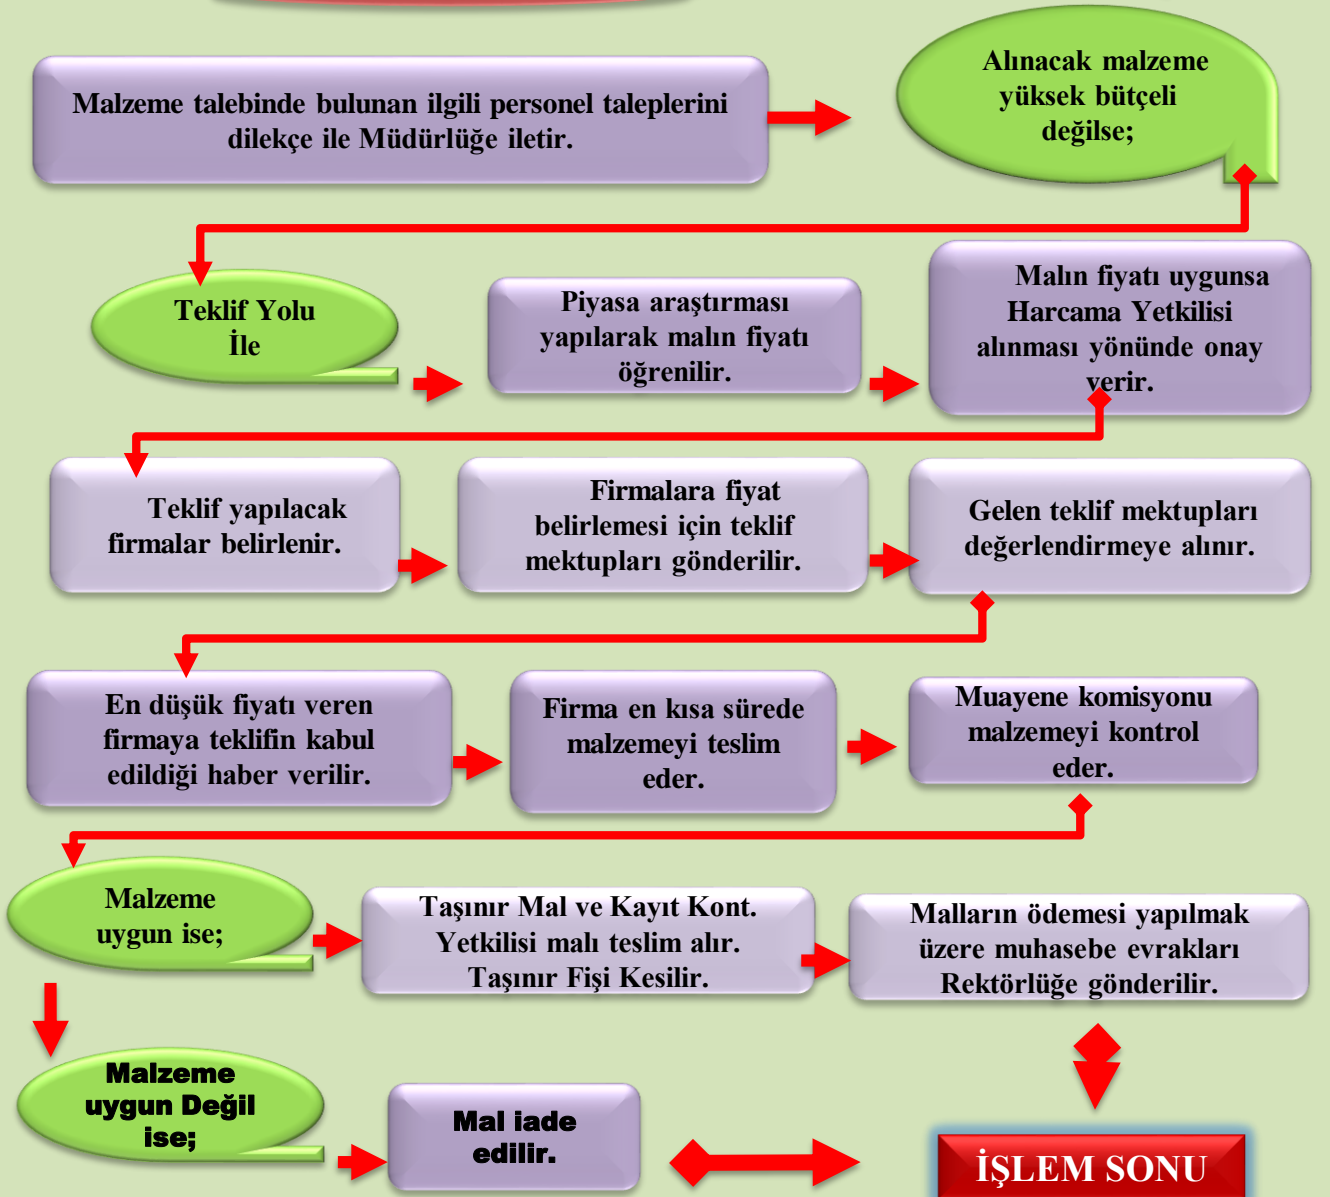 Malzeme talebinde bulunan ilgili personel taleplerini
dilekçe ile Müdürlüğe iletir.
Alınacak malzeme
yüksek bütçeli
değilse;
Teklif Yolu
İle
Piyasa araştırması
yapılarak malın fiyatı
öğrenilir.
Malın fiyatı uygunsa
Harcama Yetkilisi
alınması yönünde onay
verir.
Teklif yapılacak
firmalar belirlenir.
Firmalara fiyat
belirlemesi için teklif
mektupları gönderilir.
Gelen teklif mektupları
değerlendirmeye alınır.
En düşük fiyatı veren
firmaya teklifin kabul
edildiği haber verilir.
Firma en kısa sürede
malzemeyi teslim
eder.
Muayene komisyonu
malzemeyi kontrol
eder.
Malzeme
uygun ise;
Taşınır Mal ve Kayıt Kont.
Yetkilisi malı teslim alır.
Taşınır Fişi Kesilir.
Malların ödemesi yapılmak
üzere muhasebe evrakları
Rektörlüğe gönderilir.
Malzeme
uygun Değil
ise;
Mal iade
edilir.
İŞLEM SONU